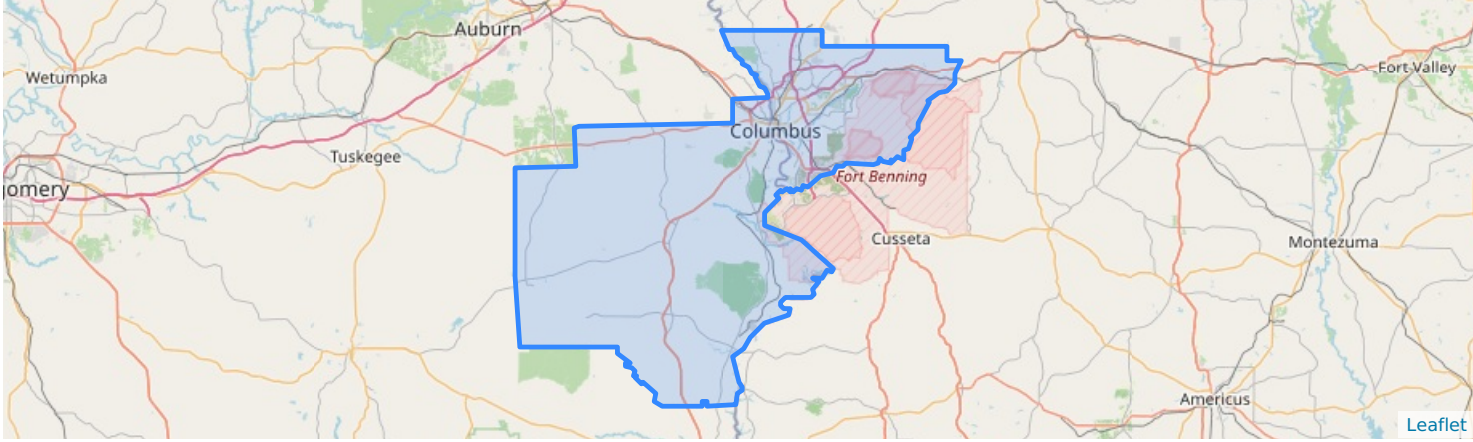 Auburn
Wetumpka
Fort Valley
Columbus
Tuskegee
Fort Benning
gomery
Cusseta
Montezuma
Americus
Leaflet